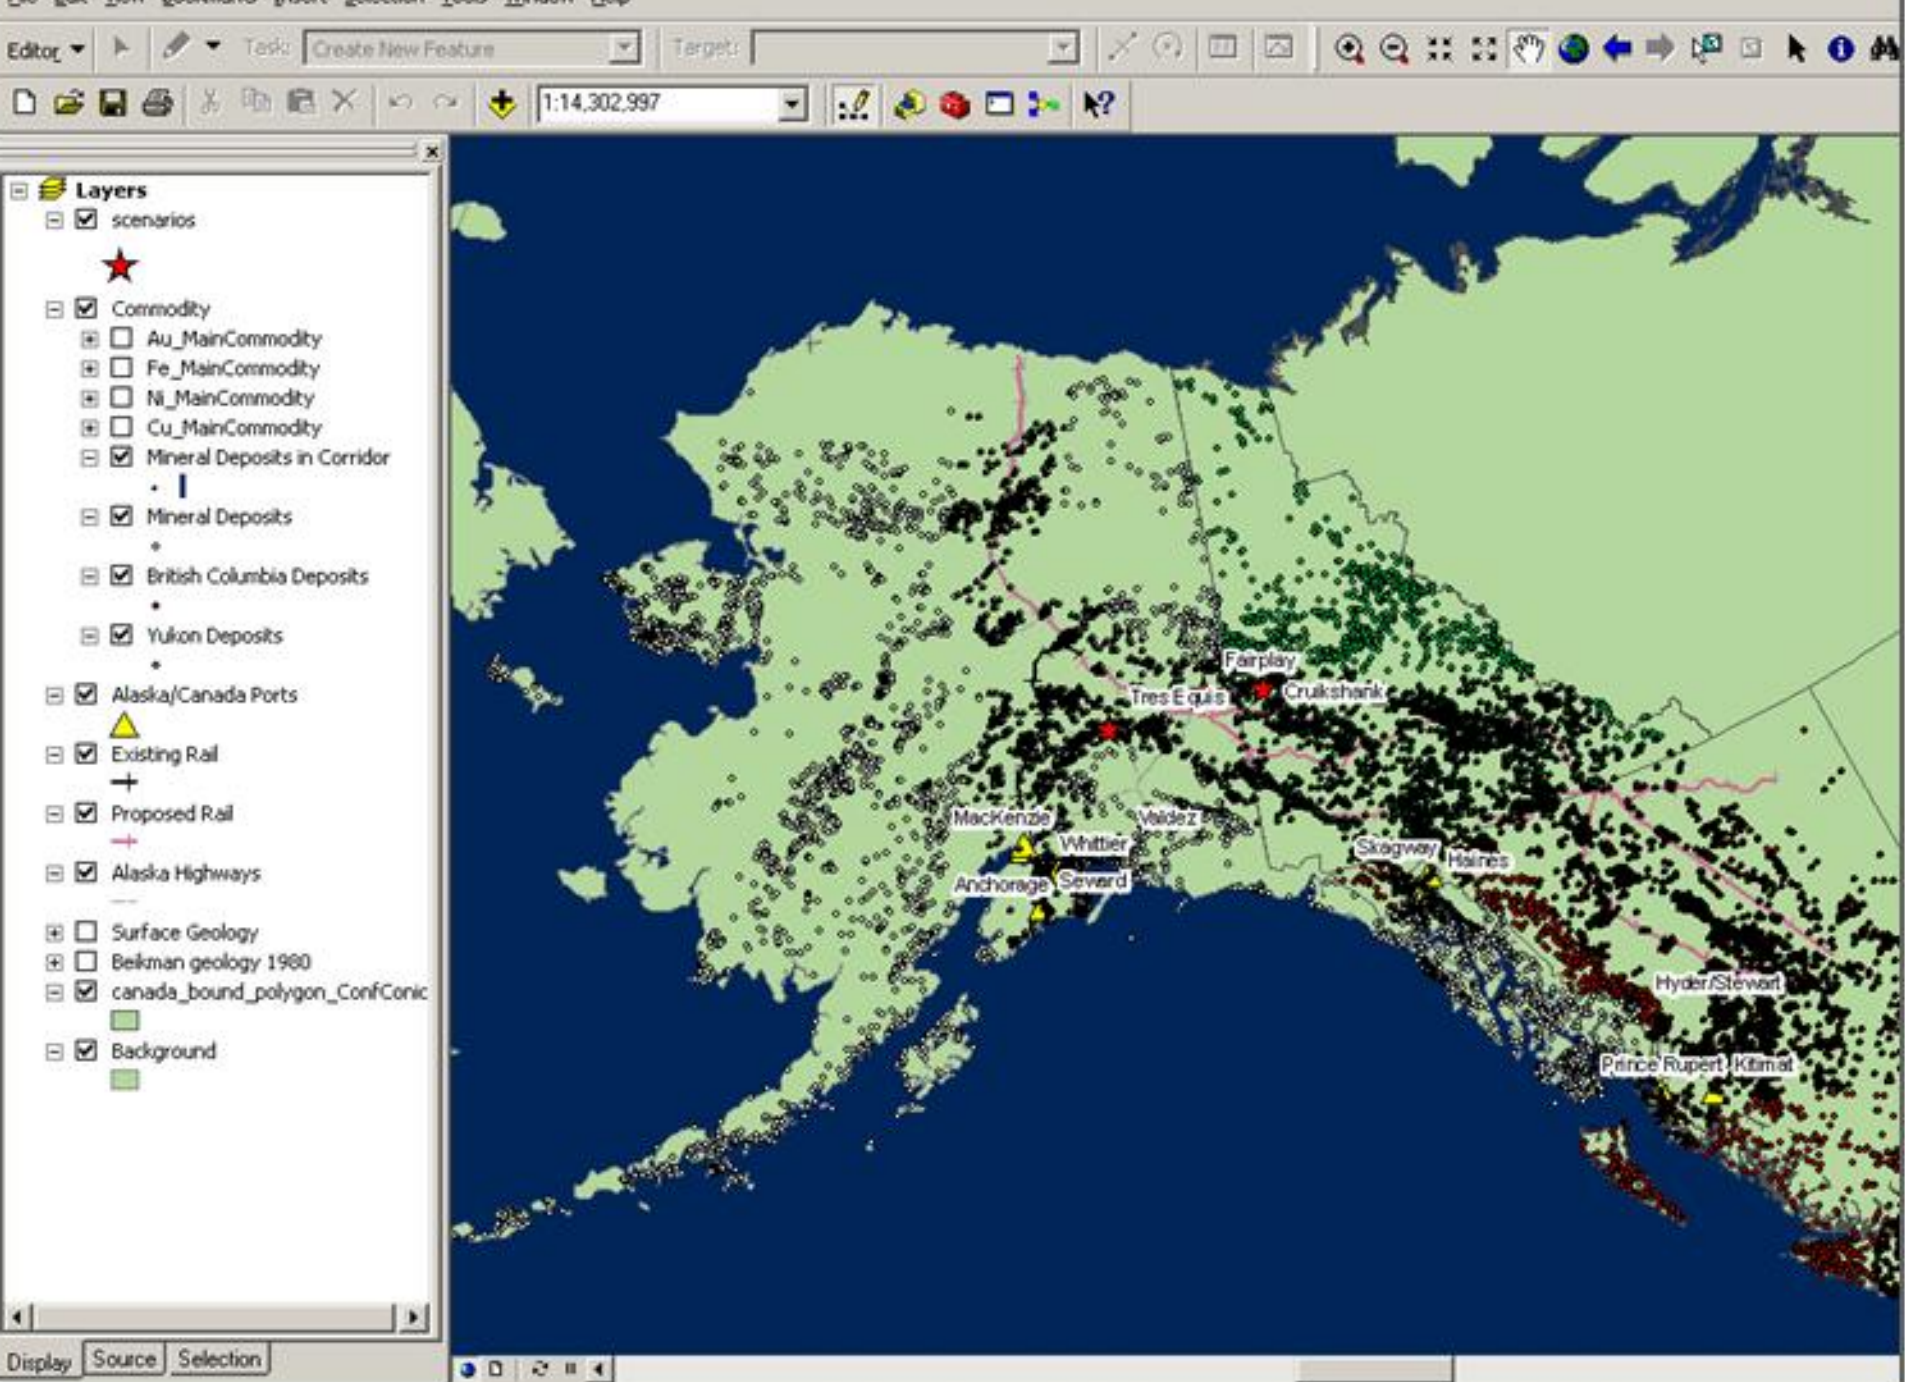 Editor
Task: Create New Feature
Target:
1:14,302,997
Layers
scenarios
Commodity
Au_MainCommodity
Fe_MainCommodity
Ni_MainCommodity
Cu_MainCommodity
Mineral Deposits in Corridor
Mineral Deposits
British Columbia Deposits
Yukon Deposits
Alaska/Canada Ports
Existing Rail
Proposed Rail
Alaska Highways
Surface Geology
Beikman geology 1980
canada_bound_polygon_ConfConic
Background
Display Source Selection
Fairplay
Tres Equis Cruikshank
MacKenzie Valdez
Whittier
Skagway Haines
Anchorage Seward
Hyder/Stewart
Prince Rupert Kitimat